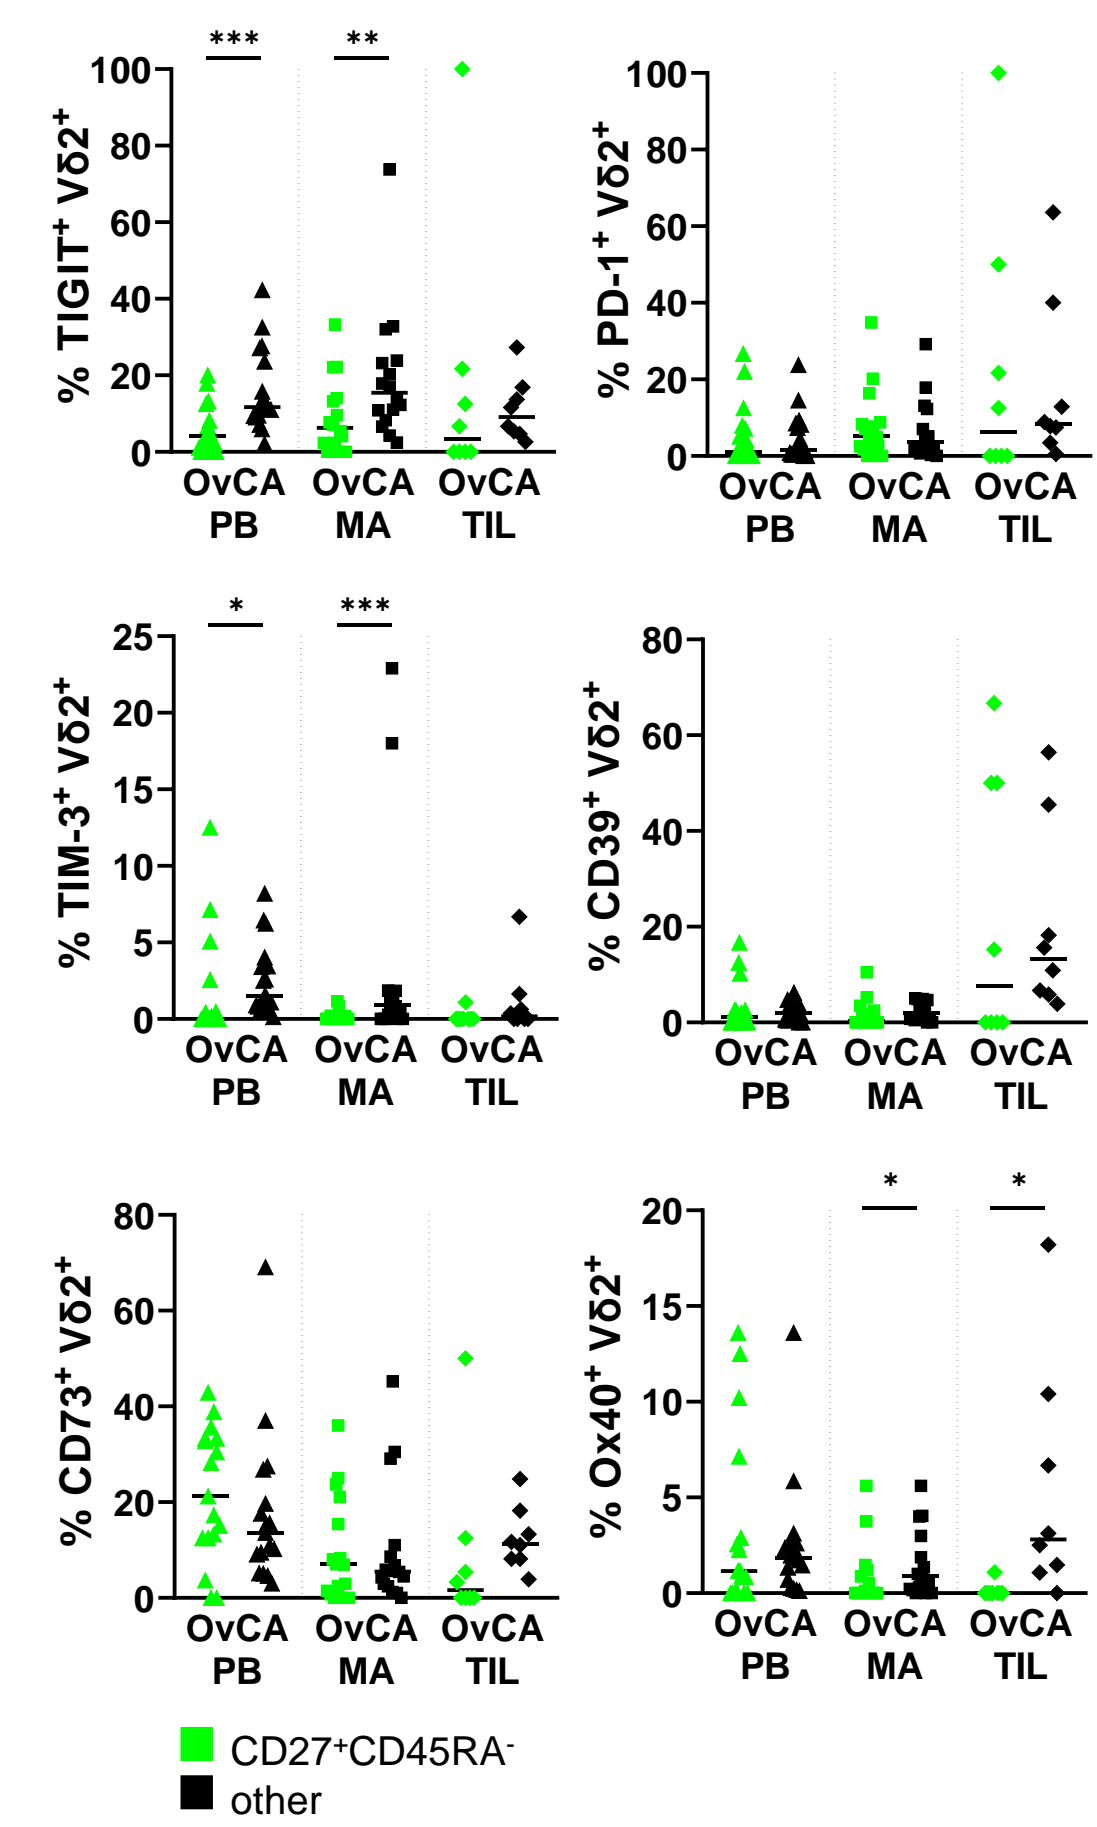 *** **
% TIGIT⁺ Vδ2⁺
100
80
60
40
20
0
OvCA OvCA OvCA
PB MA TIL
% PD-1⁺ Vδ2⁺
100
80
60
40
20
0
OvCA OvCA OvCA
PB MA TIL
* ***
% TIM-3⁺ Vδ2⁺
25
20
15
10
5
0
OvCA OvCA OvCA
PB MA TIL
% CD39⁺ Vδ2⁺
80
60
40
20
0
OvCA OvCA OvCA
PB MA TIL
% CD73⁺ Vδ2⁺
80
60
40
20
0
OvCA OvCA OvCA
PB MA TIL
* *
% Ox40⁺ Vδ2⁺
20
15
10
5
0
OvCA OvCA OvCA
PB MA TIL
CD27⁺CD45RA⁻
other